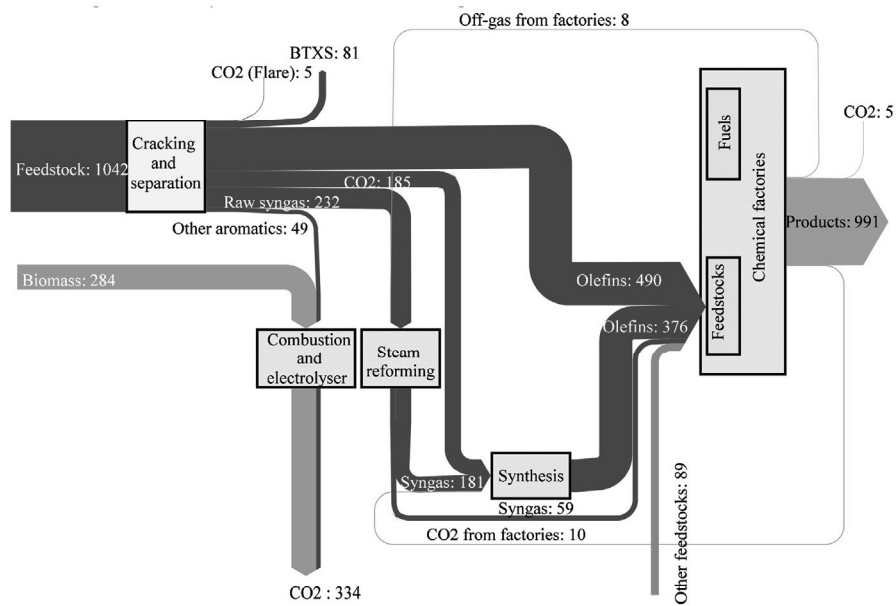 Off-gas from factories: 8
BTXS: 81
CO2 (Flare): 5
CO2: 5
Feedstock: 1042
Cracking
and
separation
Fuels
Chemical factories
CO2: 185
Raw syngas: 232
Other aromatics: 49
Products: 991
Biomass: 284
Olefins: 490
Feedstocks
Olefins: 376
Combustion
and
electrolyser
Steam
reforming
Syngas: 181
Synthesis
Syngas: 59
CO2 from factories: 10
Other feedstocks: 89
CO2 : 334